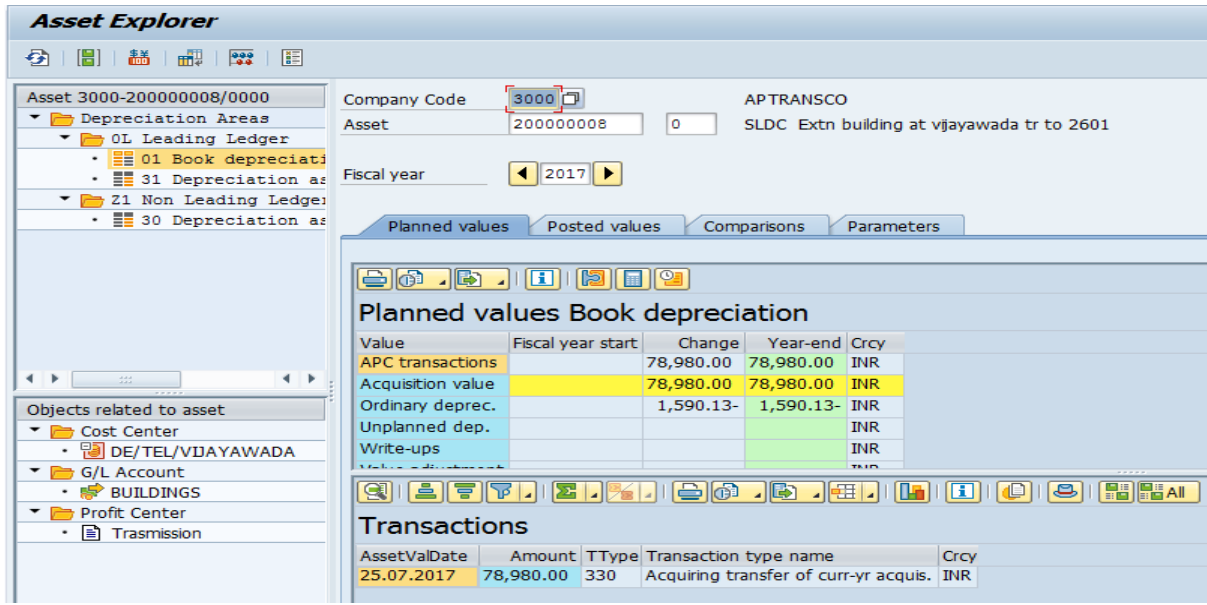 Asset Explorer
Asset 3000-200000008/0000
Depreciation Areas
0L Leading Ledger
01 Book depreciati
31 Depreciation as
Z1 Non Leading Ledger
30 Depreciation as
Objects related to asset
Cost Center
DE/TEL/VIJAYAWADA
G/L Account
BUILDINGS
Profit Center
Trasmission
Company Code 3000 APTRANSCO
Asset 200000008 0 SLDC Extn building at vijayawada tr to 2601
Fiscal year 2017
Planned values Posted values Comparisons Parameters
Planned values Book depreciation
Value Fiscal year start Change Year-end Crcy
APC transactions 78,980.00 78,980.00 INR
Acquisition value 78,980.00 78,980.00 INR
Ordinary deprec. 1,590.13- 1,590.13- INR
Unplanned dep. INR
Write-ups INR
Value adjustment INR
All
Transactions
AssetValDate Amount TType Transaction type name Crcy
25.07.2017 78,980.00 330 Acquiring transfer of curr-yr acquis. INR